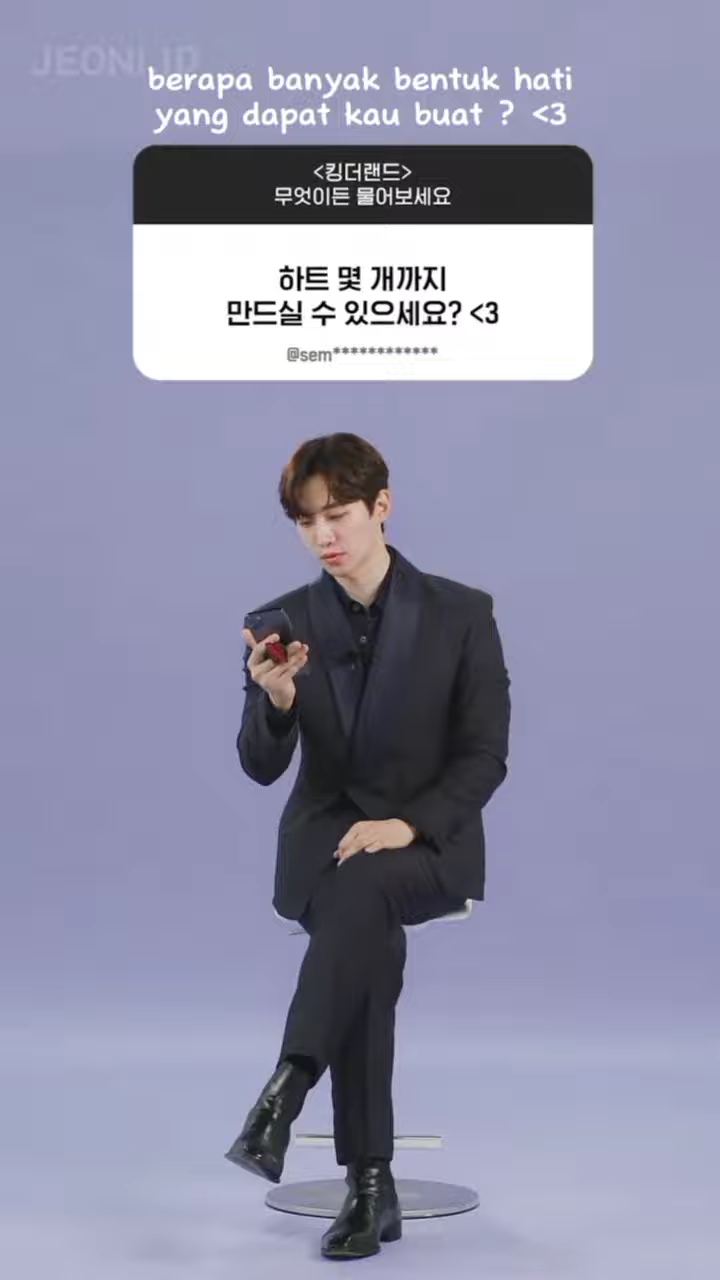 JEONI.ID
berapa banyak bentuk hati
yang dapat kau buat ? <3
<킹더랜드>
무엇이든 물어보세요
하트 몇 개까지
만드실 수 있으세요? <3
@sem************